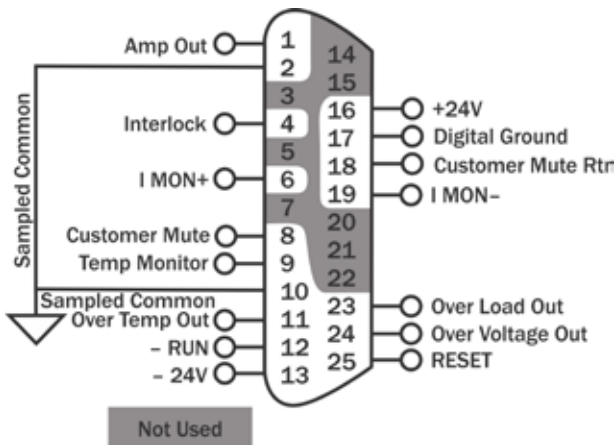 Amp Out
Sampled Common
Interlock
I MON+
Customer Mute
Temp Monitor
Sampled Common
Over Temp Out
– RUN
– 24V
1
2
3
4
5
6
7
8
9
10
11
12
13
14
15
16
17
18
19
20
21
22
23
24
25
+24V
Digital Ground
Customer Mute Rtn
I MON–
Over Load Out
Over Voltage Out
RESET
Not Used